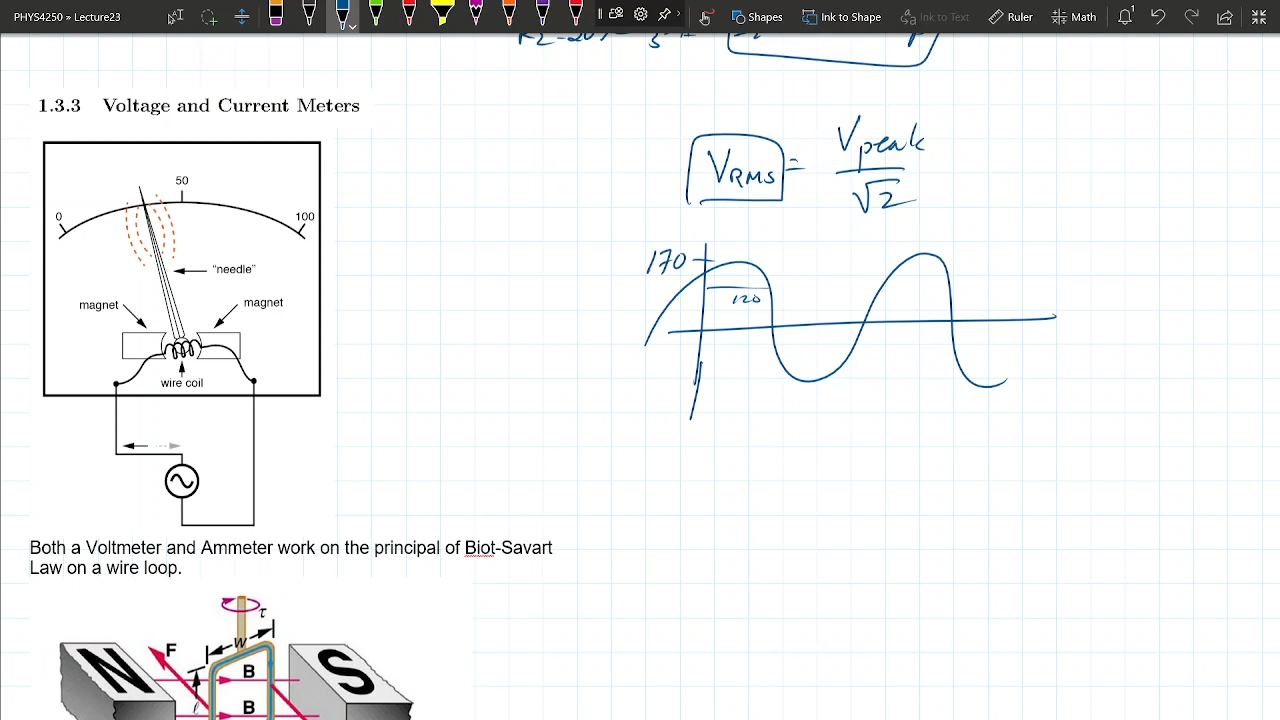 PHYS4250 » Lecture23
Shapes
Ink to Shape
Ink to Text
Ruler
Math
1.3.3 Voltage and Current Meters
50
0
100
"needle"
magnet
magnet
wire coil
Both a Voltmeter and Ammeter work on the principal of Biot-Savart
Law on a wire loop.
τ
w
F
N
B
S
B
V_RMS = V_peak / √2
170
120